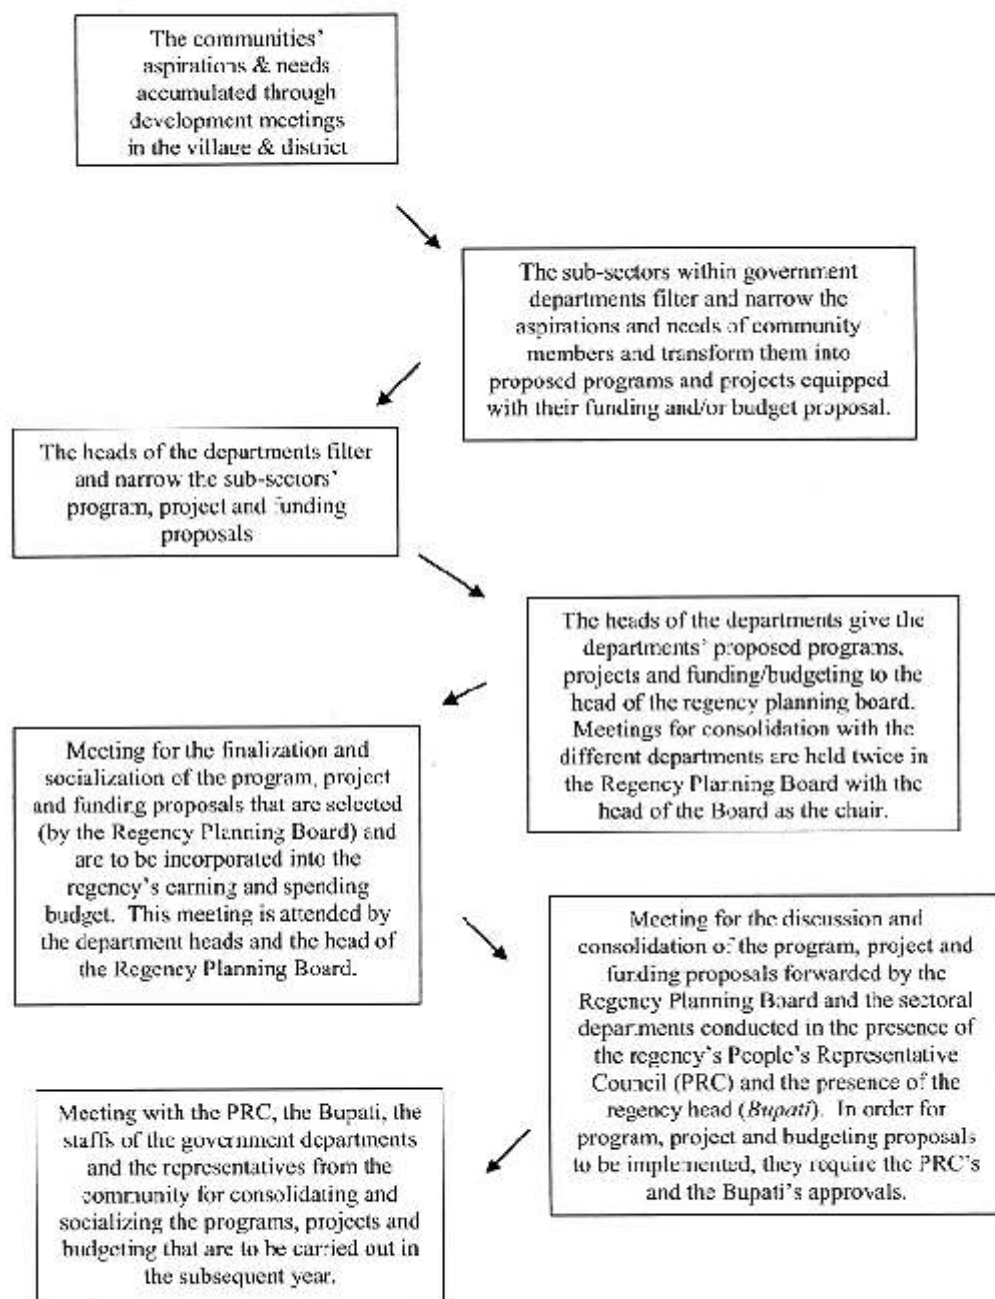 The communities'
aspirations & needs
accumulated through
development meetings
in the village & district
The sub-sectors within government
departments filter and narrow the
aspirations and needs of community
members and transform them into
proposed programs and projects equipped
with their funding and/or budget proposal.
The heads of the departments filter
and narrow the sub-sectors'
program, project and funding
proposals
The heads of the departments give the
departments' proposed programs,
projects and funding/budgeting to the
head of the regency planning board.
Meetings for consolidation with the
different departments are held twice in
the Regency Planning Board with the
head of the Board as the chair.
Meeting for the finalization and
socialization of the program, project
and funding proposals that are selected
(by the Regency Planning Board) and
are to be incorporated into the
regency's earning and spending
budget. This meeting is attended by
the department heads and the head of
the Regency Planning Board.
Meeting for the discussion and
consolidation of the program, project and
funding proposals forwarded by the
Regency Planning Board and the sectoral
departments conducted in the presence of
the regency's People's Representative
Council (PRC) and the presence of the
regency head (Bupati). In order for
program, project and budgeting proposals
to be implemented, they require the PRC's
and the Bupati's approvals.
Meeting with the PRC, the Bupati, the
staffs of the government departments
and the representatives from the
community for consolidating and
socializing the programs, projects and
budgeting that are to be carried out in
the subsequent year.